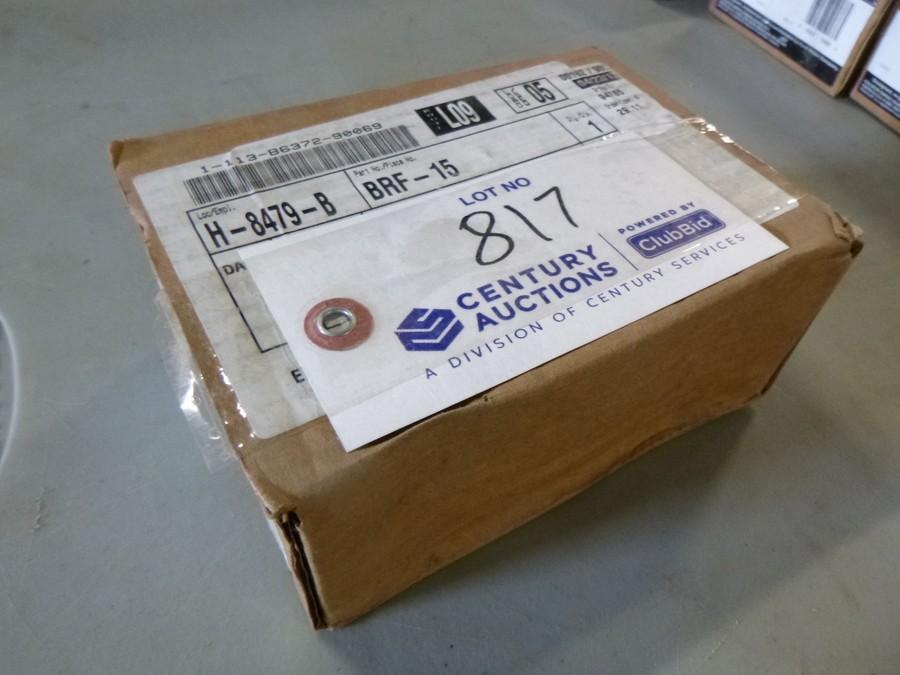 1-113-86372-90069
L09
05
Loc/Empl.
H-8479-B
Part No./Piece No.
BRF-15
1
DA
E
LOT NO
817
CENTURY
AUCTIONS
A DIVISION OF CENTURY SERVICES
POWERED BY
ClubBid